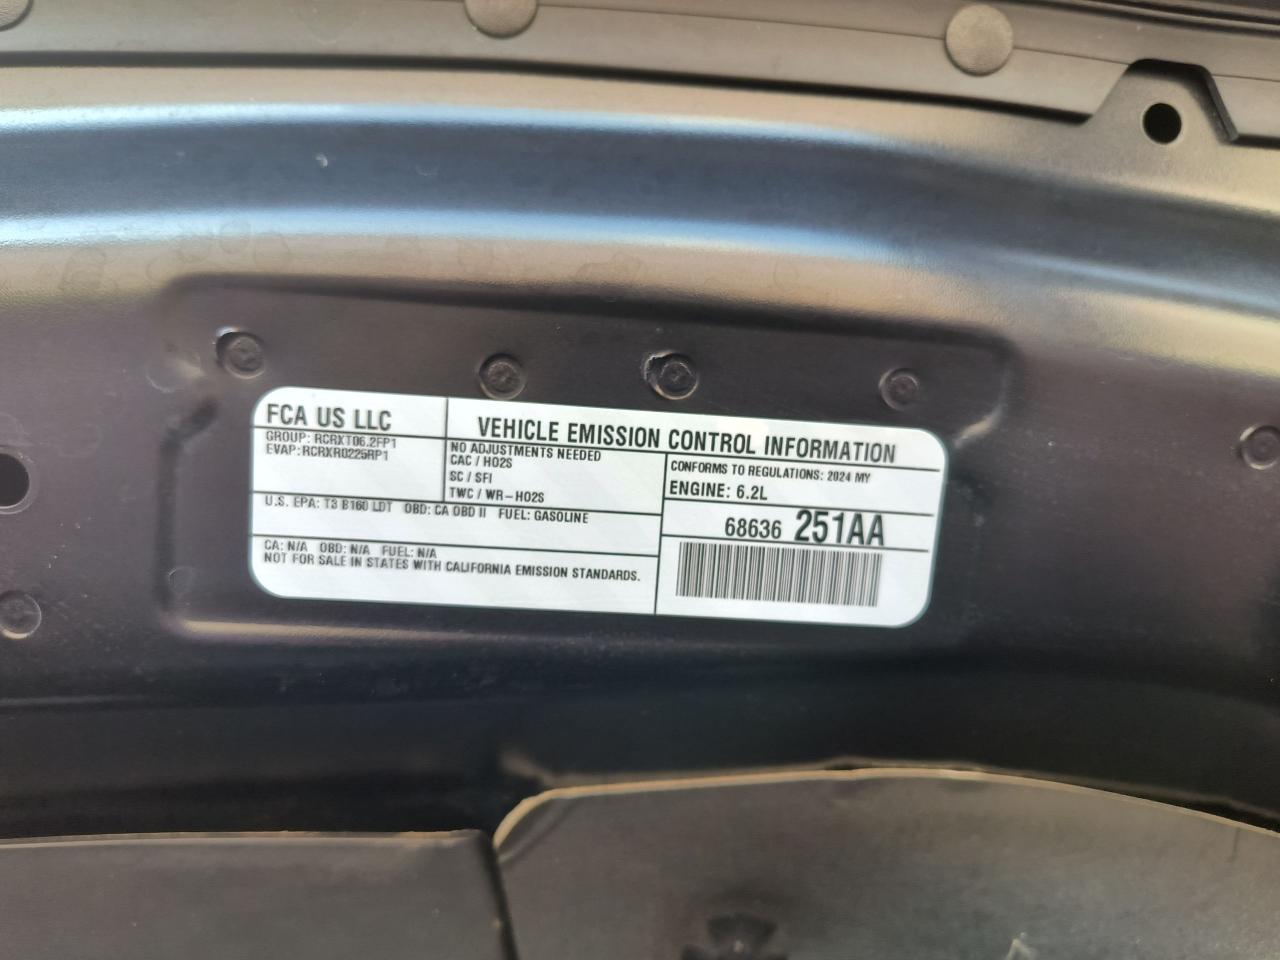 FCA US LLC
GROUP: RCRXT06.2FP1
EVAP:RCRXR0225RP1
VEHICLE EMISSION CONTROL INFORMATION
NO ADJUSTMENTS NEEDED
CAC / HO2S
SC / SFI
TWC / WR-HO2S
CONFORMS TO REGULATIONS: 2024 MY
ENGINE: 6.2L
U.S. EPA: T3 B160 LDT OBD: CA OBD II FUEL: GASOLINE
68636 251AA
CA: N/A OBD: N/A FUEL: N/A
NOT FOR SALE IN STATES WITH CALIFORNIA EMISSION STANDARDS.